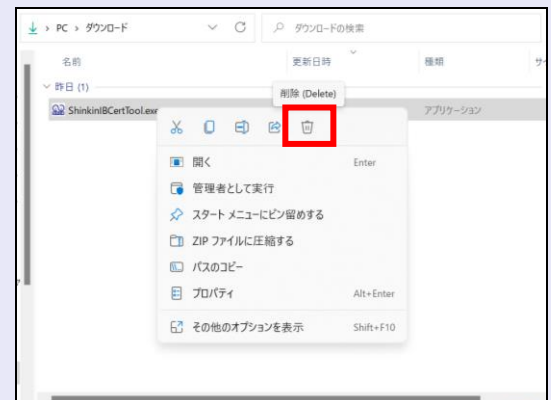 PC > ダウンロード
ダウンロードの検索
名前 更新日時 種類
昨日 (1)
削除 (Delete)
ShinkinIBCertTool.exe アプリケーション
開く Enter
管理者として実行
スタート メニューにピン留めする
ZIP ファイルに圧縮する
パスのコピー
プロパティ Alt+Enter
その他のオプションを表示 Shift+F10